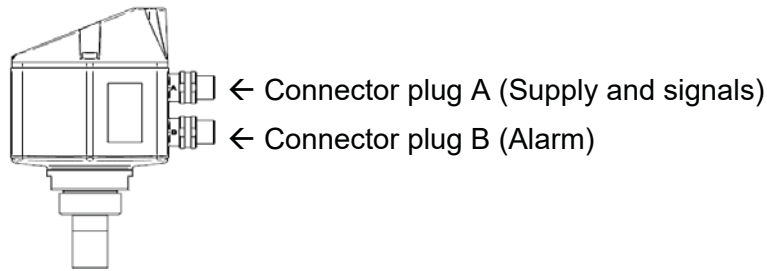 ← Connector plug A (Supply and signals)
← Connector plug B (Alarm)
A
B